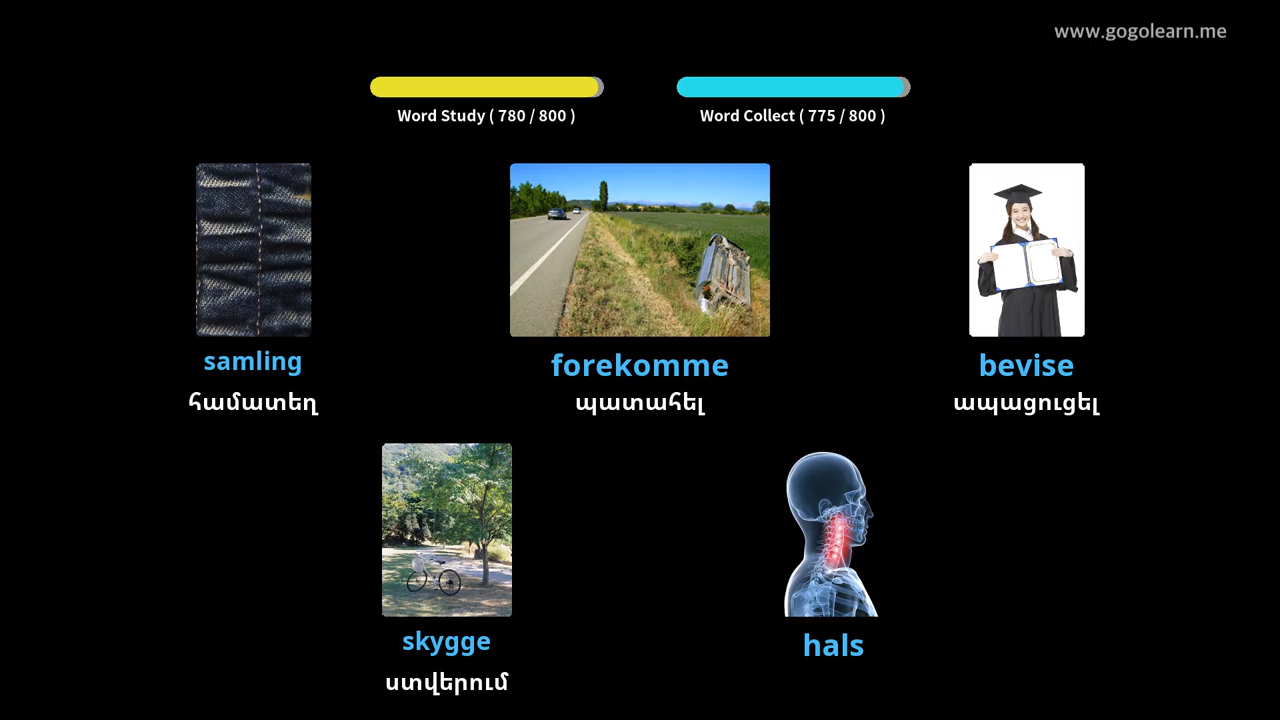 www.gogolearn.me
Word Study ( 780 / 800 )
Word Collect ( 775 / 800 )
samling
համատեղ
forekomme
պատահել
bevise
ապացուցել
skygge
ստվերում
hals